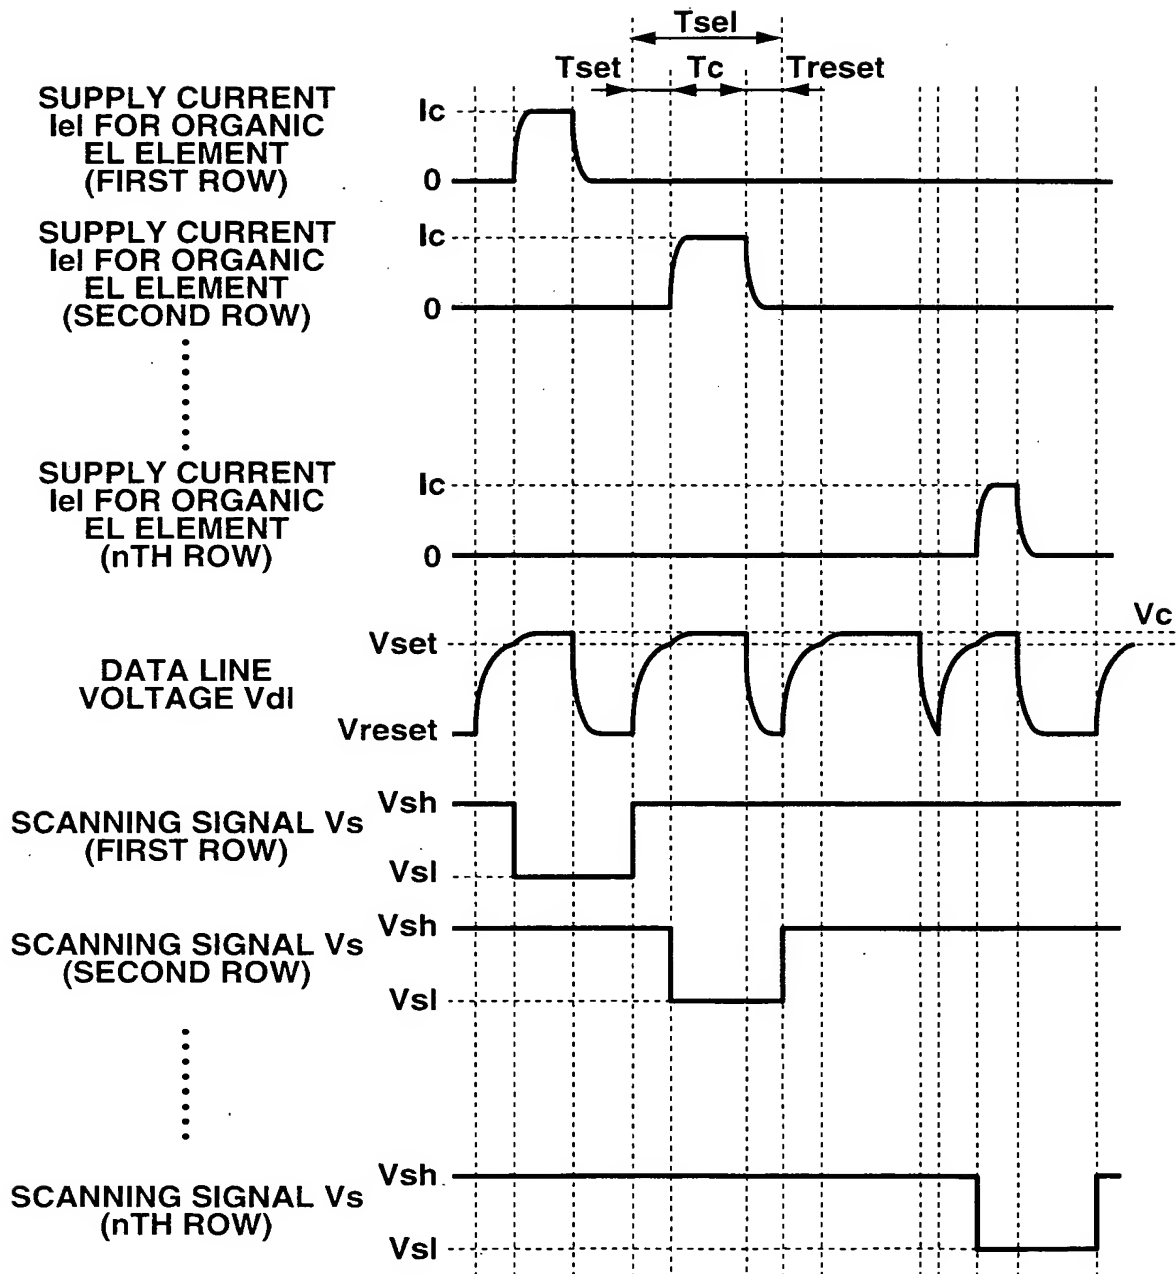 Tsel
Tset Tc Treset
SUPPLY CURRENT
Iel FOR ORGANIC
EL ELEMENT
(FIRST ROW)
Ic
0
SUPPLY CURRENT
Iel FOR ORGANIC
EL ELEMENT
(SECOND ROW)
Ic
0
SUPPLY CURRENT
Iel FOR ORGANIC
EL ELEMENT
(nTH ROW)
Ic
0
DATA LINE
VOLTAGE Vdl
Vset
Vreset
Vc
SCANNING SIGNAL Vs
(FIRST ROW)
Vsh
Vsl
SCANNING SIGNAL Vs
(SECOND ROW)
Vsh
Vsl
SCANNING SIGNAL Vs
(nTH ROW)
Vsh
Vsl